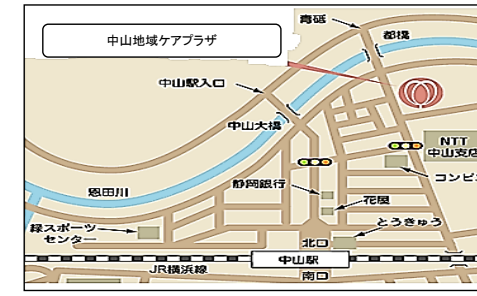 青砥
中山地域ケアプラザ
都橋
中山駅入口
中山大橋
NTT
中山支店
コンビニ
恩田川
静岡銀行
花屋
緑スポーツ
センター
とうきゅう
北口
中山駅
JR横浜線
南口